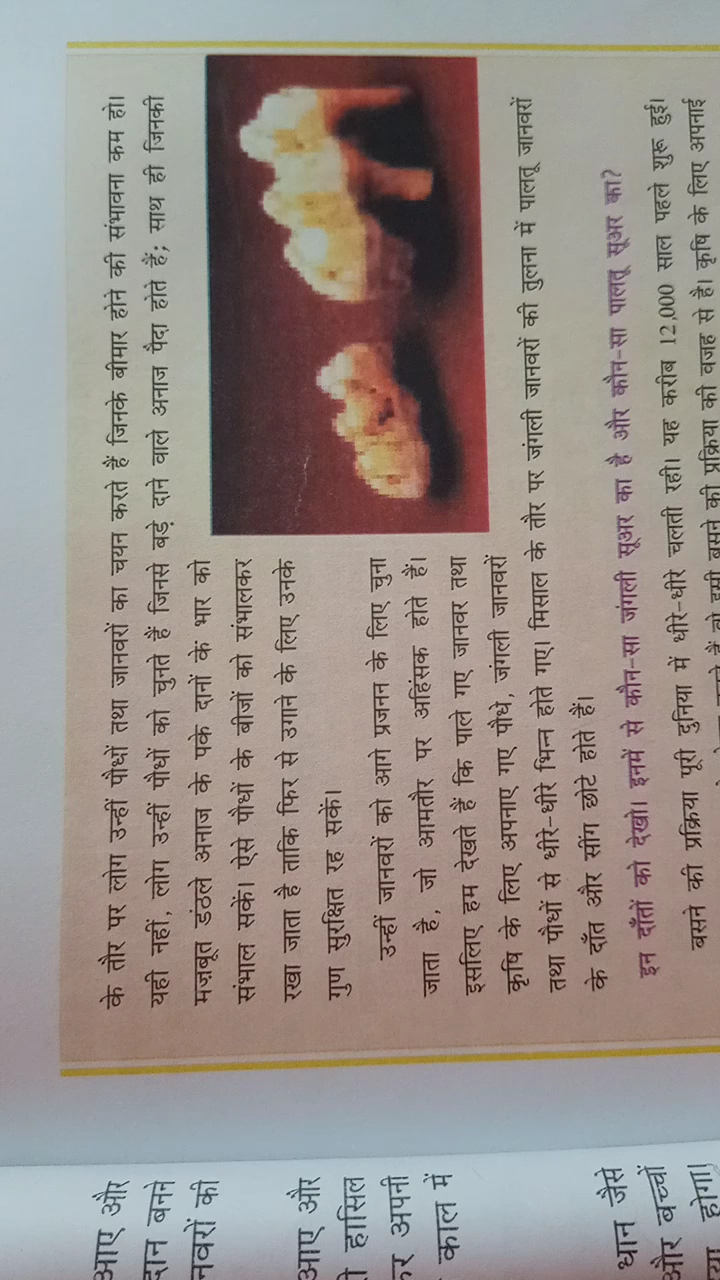 के तौर पर लोग उन्हीं पौधों तथा जानवरों का चयन करते हैं जिनके बीमार होने की संभावना कम हो।
यही नहीं, लोग उन्हीं पौधों को चुनते हैं जिनसे बड़े दाने वाले अनाज पैदा होते हैं; साथ ही जिनकी
मज़बूत डंठले अनाज के पके दानों के भार को
संभाल सकें। ऐसे पौधों के बीजों को संभालकर
रखा जाता है ताकि फिर से उगाने के लिए उनके
गुण सुरक्षित रह सकें।
उन्हीं जानवरों को आगे प्रजनन के लिए चुना
जाता है, जो आमतौर पर अहिंसक होते हैं।
इसलिए हम देखते हैं कि पाले गए जानवर तथा
कृषि के लिए अपनाए गए पौधे, जंगली जानवरों
तथा पौधों से धीरे-धीरे भिन्न होते गए। मिसाल के तौर पर जंगली जानवरों की तुलना में पालतू जानवरों
के दाँत और सींग छोटे होते हैं।
इन दाँतों को देखो। इनमें से कौन-सा जंगली सूअर का है और कौन-सा पालतू सूअर का?
बसने की प्रक्रिया पूरी दुनिया में धीरे-धीरे चलती रही। यह करीब 12,000 साल पहले शुरू हुई।
बसने की प्रक्रिया की वजह से है। कृषि के लिए अपनाई
आए और
दान बनने
नवरों की
आए और
हासिल
अपनी
काल में
धान जैसे
और बच्चों
होगा।